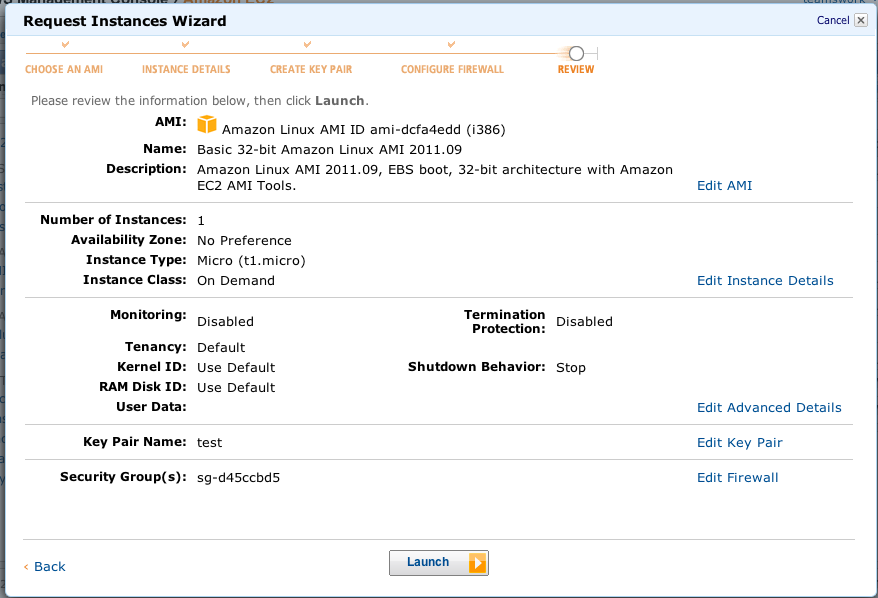 Management Console / Amazon EC2
Request Instances Wizard
Cancel
CHOOSE AN AMI INSTANCE DETAILS CREATE KEY PAIR CONFIGURE FIREWALL REVIEW
Please review the information below, then click Launch.
AMI: Amazon Linux AMI ID ami-dcfa4edd (i386)
Name: Basic 32-bit Amazon Linux AMI 2011.09
Description: Amazon Linux AMI 2011.09, EBS boot, 32-bit architecture with Amazon
EC2 AMI Tools. Edit AMI
Number of Instances: 1
Availability Zone: No Preference
Instance Type: Micro (t1.micro)
Instance Class: On Demand Edit Instance Details
Monitoring: Disabled Termination
Protection: Disabled
Tenancy: Default
Kernel ID: Use Default Shutdown Behavior: Stop
RAM Disk ID: Use Default
User Data: Edit Advanced Details
Key Pair Name: test Edit Key Pair
Security Group(s): sg-d45ccbd5 Edit Firewall
‹ Back Launch